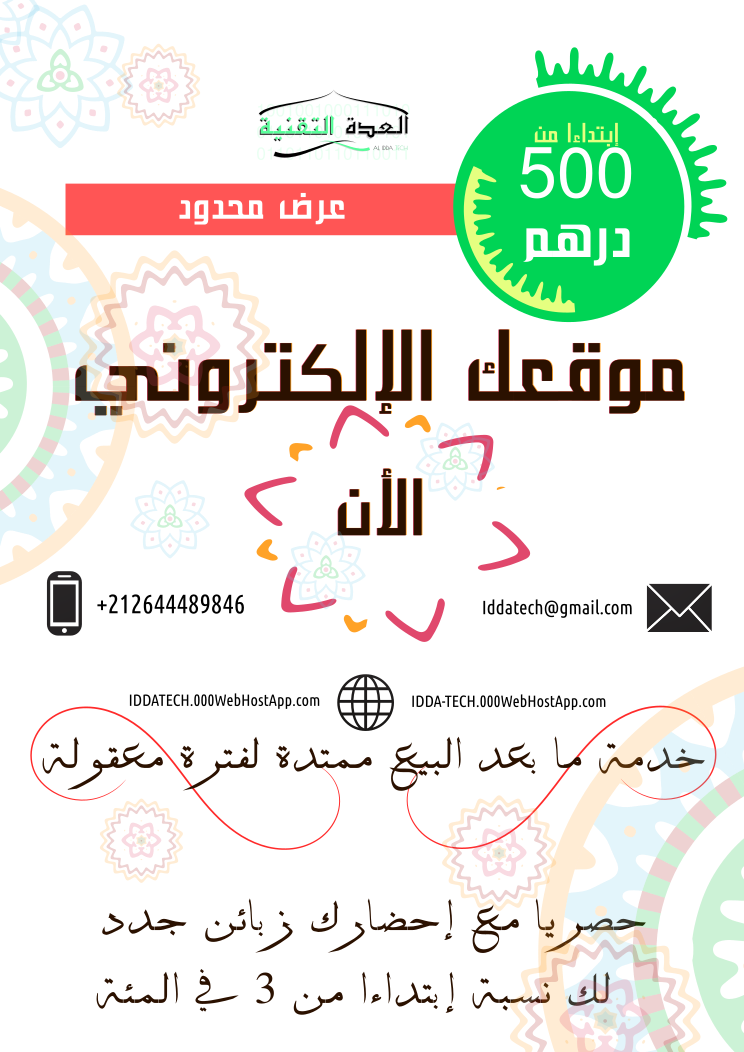 العدة التقنية
AL IDDA TECH
إبتداءا من
500
درهم
عرض محدود
موقعك الإلكتروني
الأن
+212644489846
Iddatech@gmail.com
IDDATECH.000WebHostApp.com
IDDA-TECH.000WebHostApp.com
خدمة ما بعد البيع ممتدة لفترة معقولة
حصريا مع إحضارك زبائن جدد
لك نسبة إبتداءا من 3 في المئة